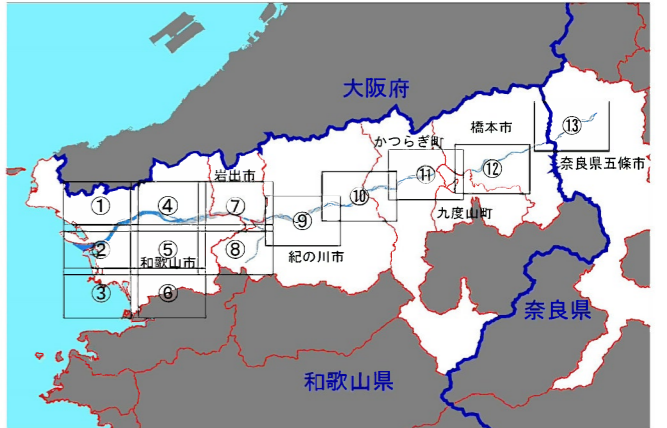 大阪府
橋本市
⑬
かつらぎ町
奈良県五條市
岩出市
⑪
⑫
⑩
①
④
⑦
九度山町
⑨
②
⑤
⑧
紀の川市
和歌山市
③
⑥
奈良県
和歌山県